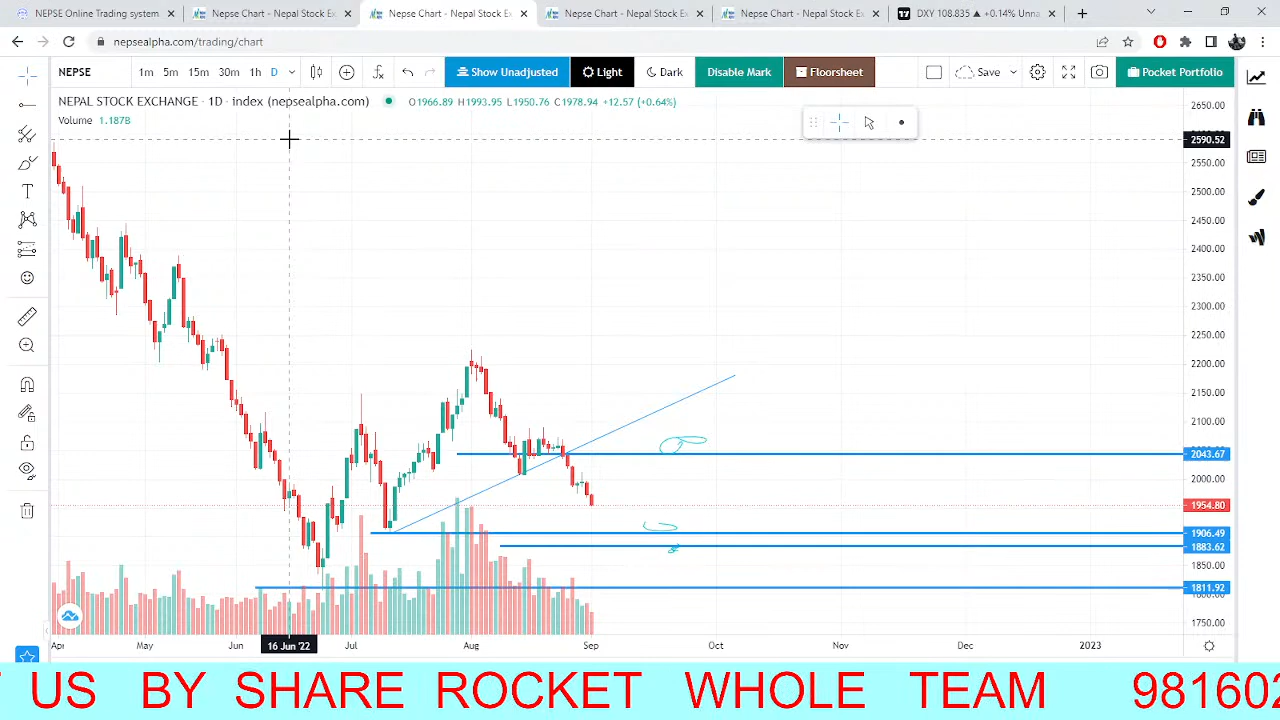 NEPSE Online Trading system
Nepse Chart - Nepal Stock Ex
Nepse Chart - Nepal Stock Ex
Nepse Chart - Nepal Stock Ex
Nepse Chart - Nepal Stock Ex
DXY 108.835 ▲ +0.14% Unna
nepsealpha.com/trading/chart
NEPSE 1m 5m 15m 30m 1h D Show Unadjusted Light Dark Disable Mark Floorsheet Save Pocket Portfolio
NEPAL STOCK EXCHANGE · 1D · index (nepsealpha.com) O1966.89 H1993.95 L1950.76 C1978.94 +12.57 (+0.64%)
Volume 1.187B
2650.00
2590.52
2550.00
2500.00
2450.00
2400.00
2350.00
2300.00
2250.00
2200.00
2150.00
2100.00
2043.67
2000.00
1954.80
1906.49
1883.62
1850.00
1811.92
1750.00
Apr May Jun 16 Jun '22 Jul Aug Sep Oct Nov Dec 2023
US BY SHARE ROCKET WHOLE TEAM 981602